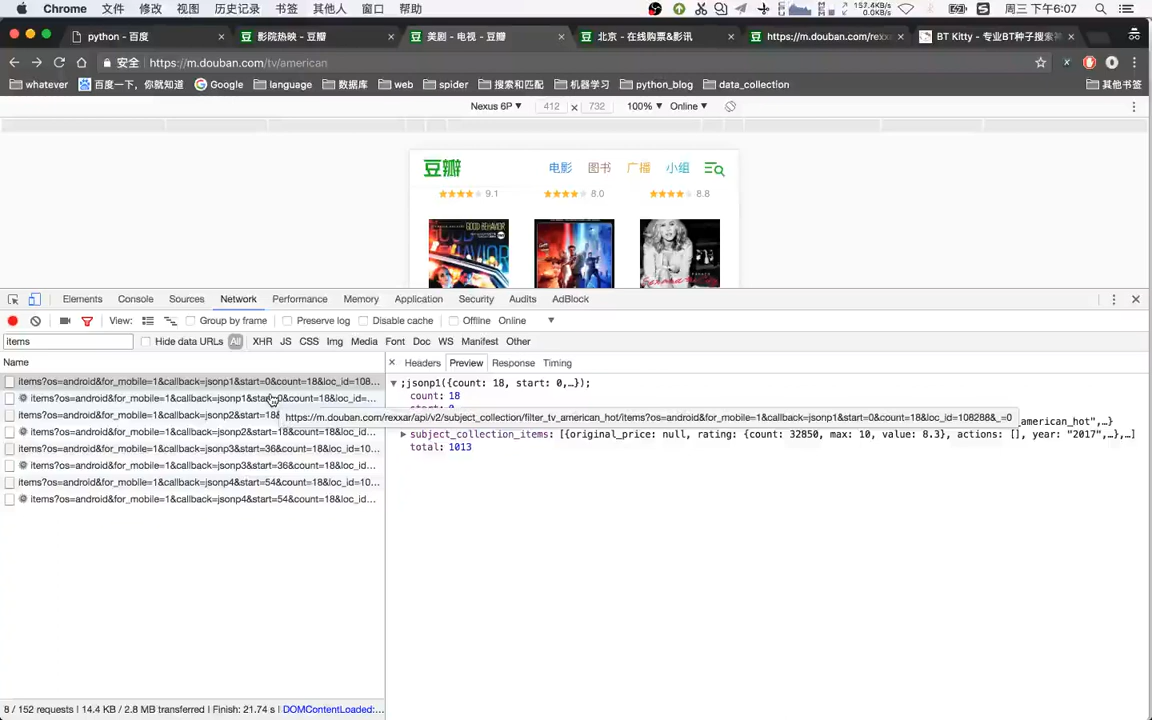 Chrome 文件 修改 视图 历史记录 书签 其他人 窗口 帮助 157.4KB/s 0.0KB/s 周三 下午6:07
python - 百度 影院热映 - 豆瓣 美剧 - 电视 - 豆瓣 北京 - 在线购票&影讯 https://m.douban.com/rexx BT Kitty - 专业BT种子搜索神
安全 https://m.douban.com/tv/american
whatever 百度一下，你就知道 Google language 数据库 web spider 搜索和匹配 机器学习 python_blog data_collection 其他书签
Nexus 6P 412 × 732 100% Online
豆瓣 电影 图书 广播 小组
9.1 8.0 8.8
GOOD BEHAVIOR
Elements Console Sources Network Performance Memory Application Security Audits AdBlock
View: Group by frame Preserve log Disable cache Offline Online
items Hide data URLs All XHR JS CSS Img Media Font Doc WS Manifest Other
Name Headers Preview Response Timing
items?os=android&for_mobile=1&callback=jsonp1&start=0&count=18&loc_id=108...
;jsonp1({count: 18, start: 0,…});
items?os=android&for_mobile=1&callback=jsonp1&start=0&count=18&loc_id=...
count: 18
items?os=android&for_mobile=1&callback=jsonp2&start=18&
https://m.douban.com/rexxar/api/v2/subject_collection/filter_tv_american_hot/items?os=android&for_mobile=1&callback=jsonp1&start=0&count=18&loc_id=108288&_=0
_american_hot",…}
items?os=android&for_mobile=1&callback=jsonp2&start=18&count=18&loc_id...
subject_collection_items: [{original_price: null, rating: {count: 32850, max: 10, value: 8.3}, actions: [], year: "2017",…},…]
items?os=android&for_mobile=1&callback=jsonp3&start=36&count=18&loc_id=10...
total: 1013
items?os=android&for_mobile=1&callback=jsonp3&start=36&count=18&loc_id...
items?os=android&for_mobile=1&callback=jsonp4&start=54&count=18&loc_id=10...
items?os=android&for_mobile=1&callback=jsonp4&start=54&count=18&loc_id...
8 / 152 requests | 14.4 KB / 2.8 MB transferred | Finish: 21.74 s | DOMContentLoaded:...